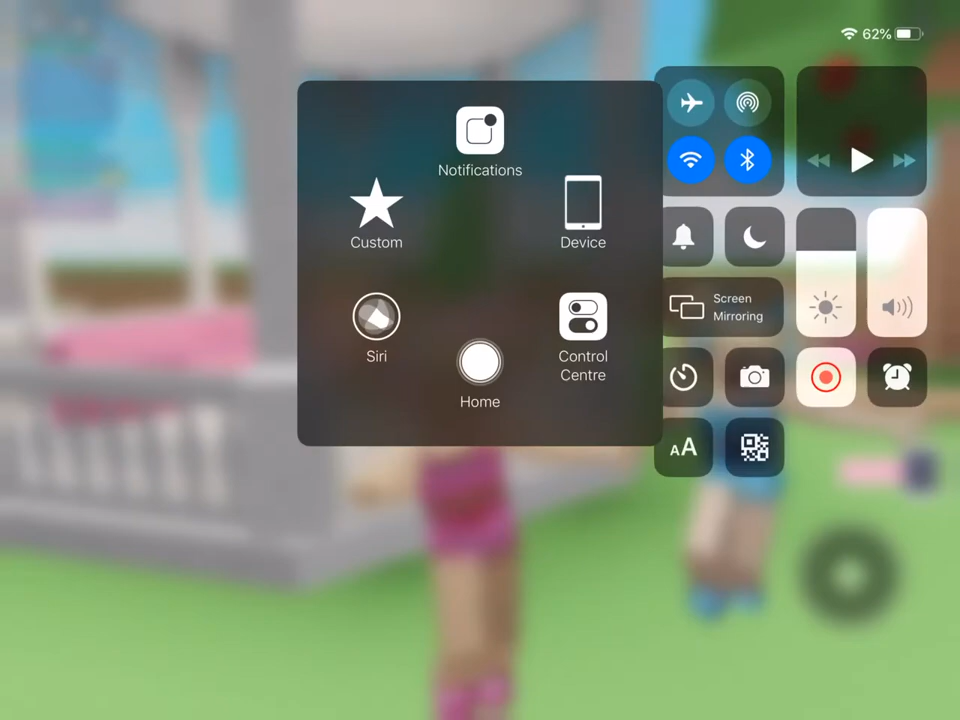 62%
Notifications
Custom
Device
Siri
Control
Centre
Home
Screen
Mirroring
AA